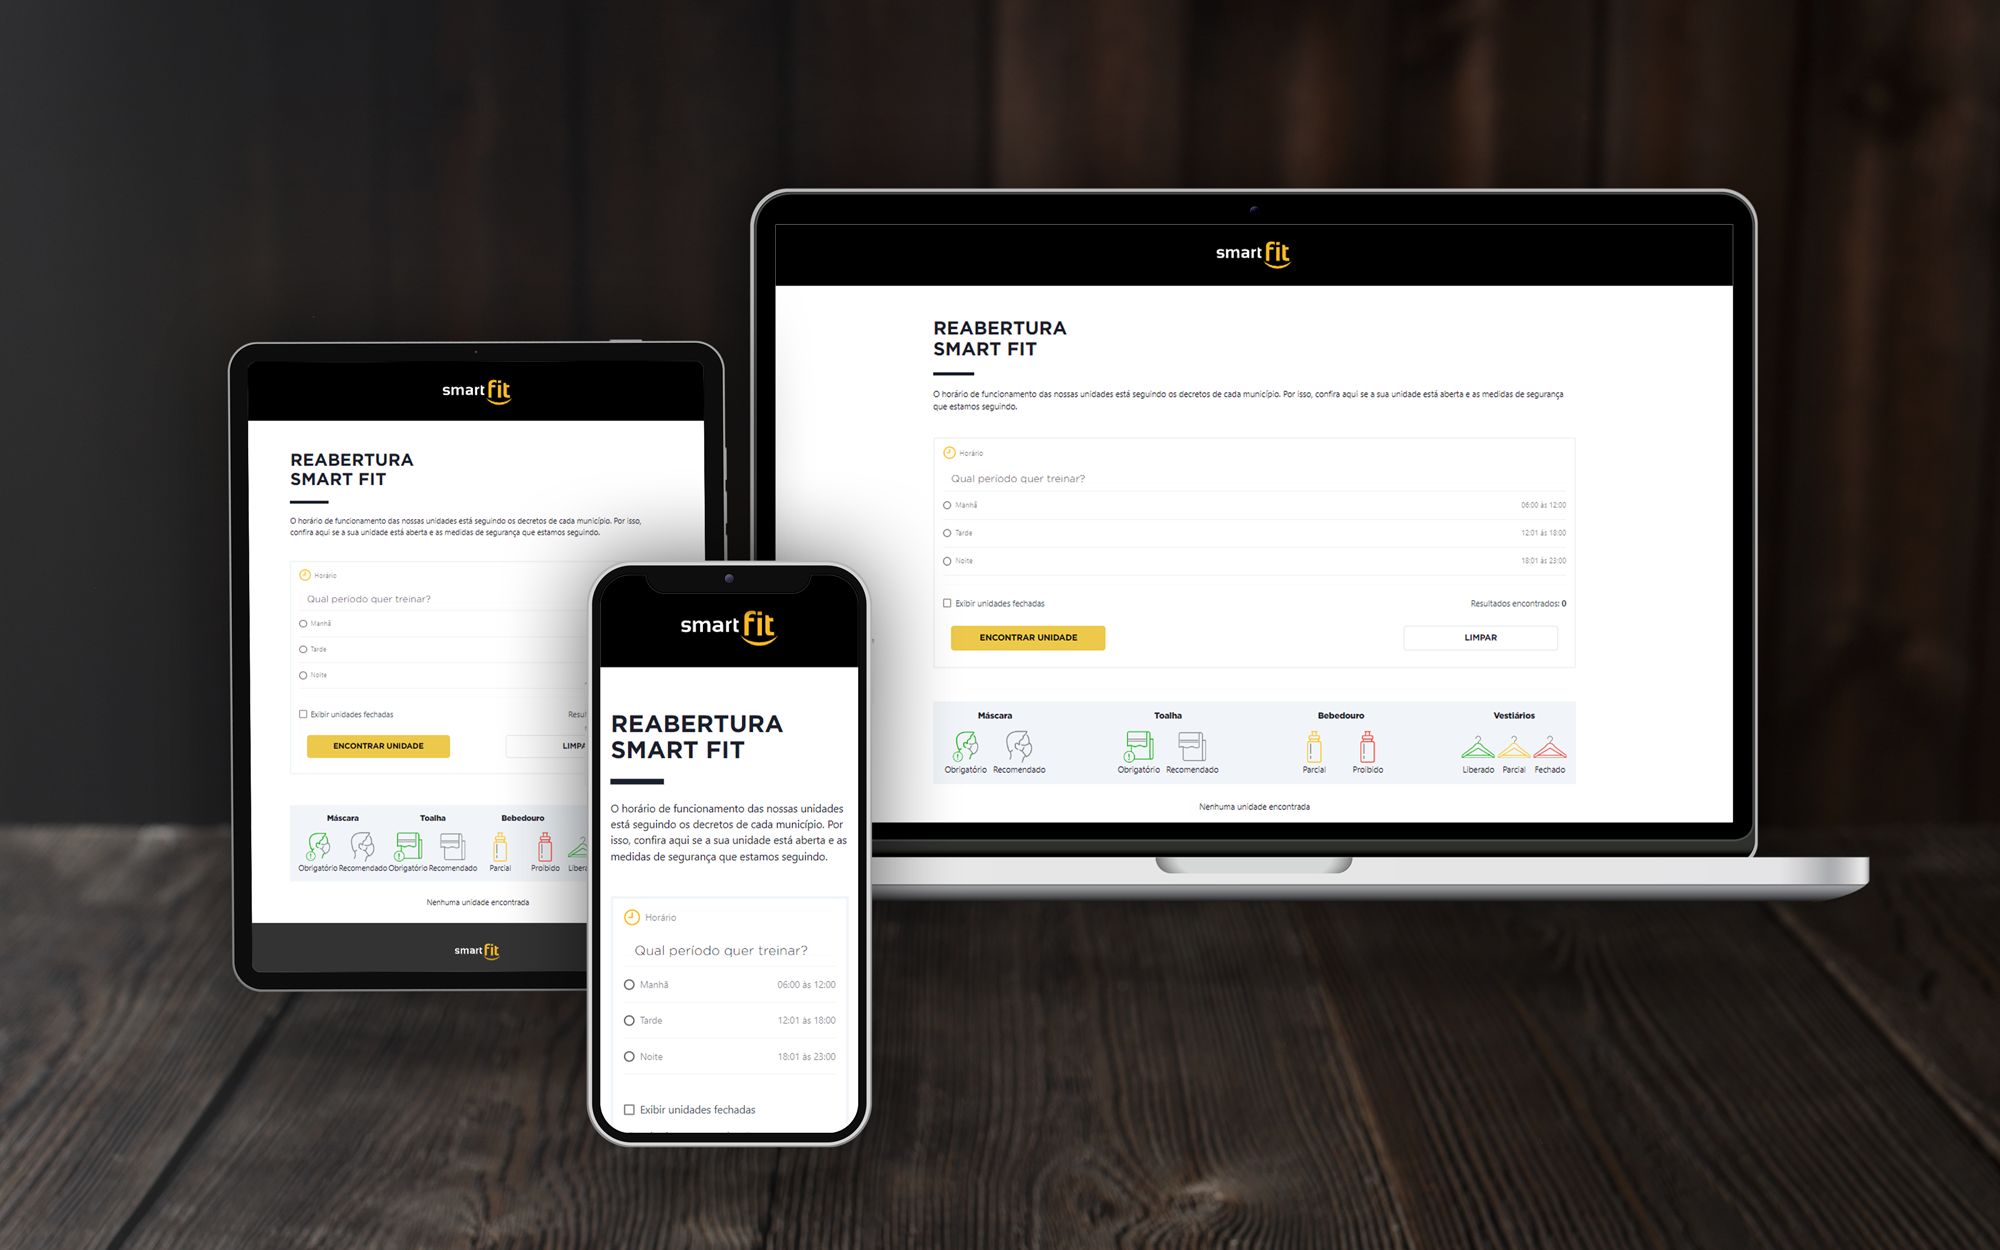 smart fit
REABERTURA
SMART FIT
O horário de funcionamento das nossas unidades está seguindo os decretos de cada município. Por isso, confira aqui se a sua unidade está aberta e as medidas de segurança
que estamos seguindo.
Horário
Qual período quer treinar?
Manhã 06:00 às 12:00
Tarde 12:01 às 18:00
Noite 18:01 às 23:00
Exibir unidades fechadas Resultados encontrados: 0
ENCONTRAR UNIDADE LIMPAR
Máscara Toalha Bebedouro Vestiários
Obrigatório Recomendado Obrigatório Recomendado Parcial Proibido Liberado Parcial Fechado
Nenhuma unidade encontrada
smart fit
REABERTURA
SMART FIT
O horário de funcionamento das nossas unidades está seguindo os decretos de cada município. Por isso,
confira aqui se a sua unidade está aberta e as medidas de segurança que estamos seguindo.
Horário
Qual período quer treinar?
Manhã
Tarde
Noite
Exibir unidades fechadas Resul
ENCONTRAR UNIDADE LIMPA
Máscara Toalha Bebedouro
Obrigatório Recomendado Obrigatório Recomendado Parcial Proibido Libera
Nenhuma unidade encontrada
smart fit
smart fit
REABERTURA
SMART FIT
O horário de funcionamento das nossas unidades
está seguindo os decretos de cada município. Por
isso, confira aqui se a sua unidade está aberta e as
medidas de segurança que estamos seguindo.
Horário
Qual período quer treinar?
Manhã 06:00 às 12:00
Tarde 12:01 às 18:00
Noite 18:01 às 23:00
Exibir unidades fechadas